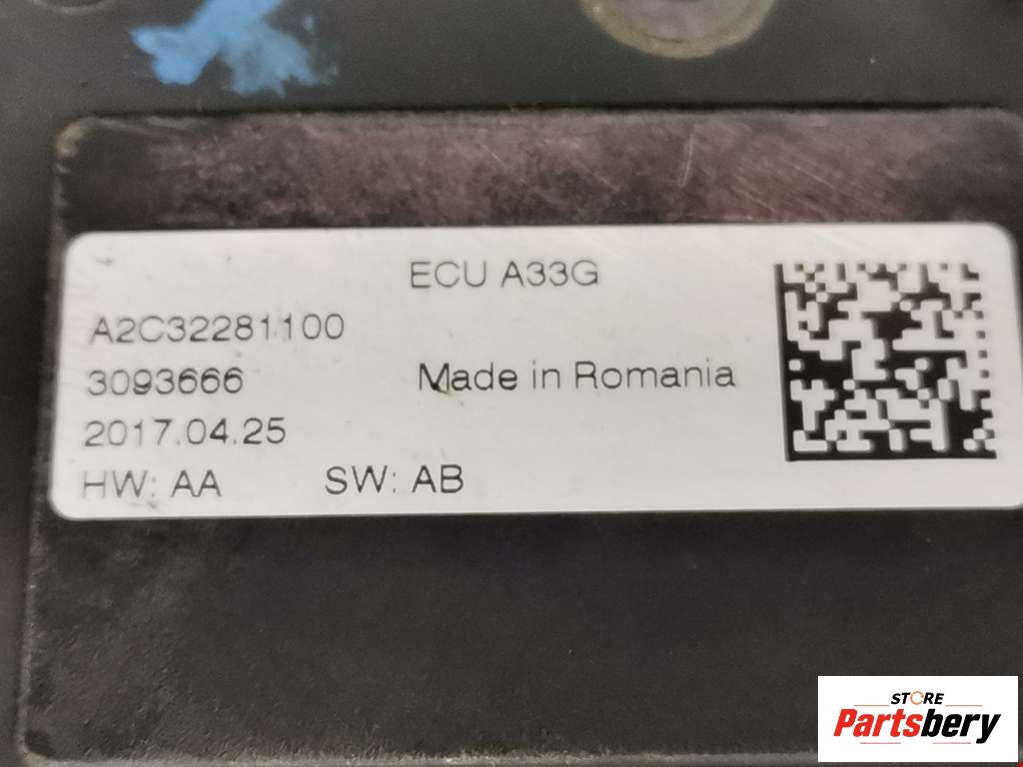 ECU A33G
A2C32281100
3093666 Made in Romania
2017.04.25
HW: AA SW: AB
STORE
Partsbery